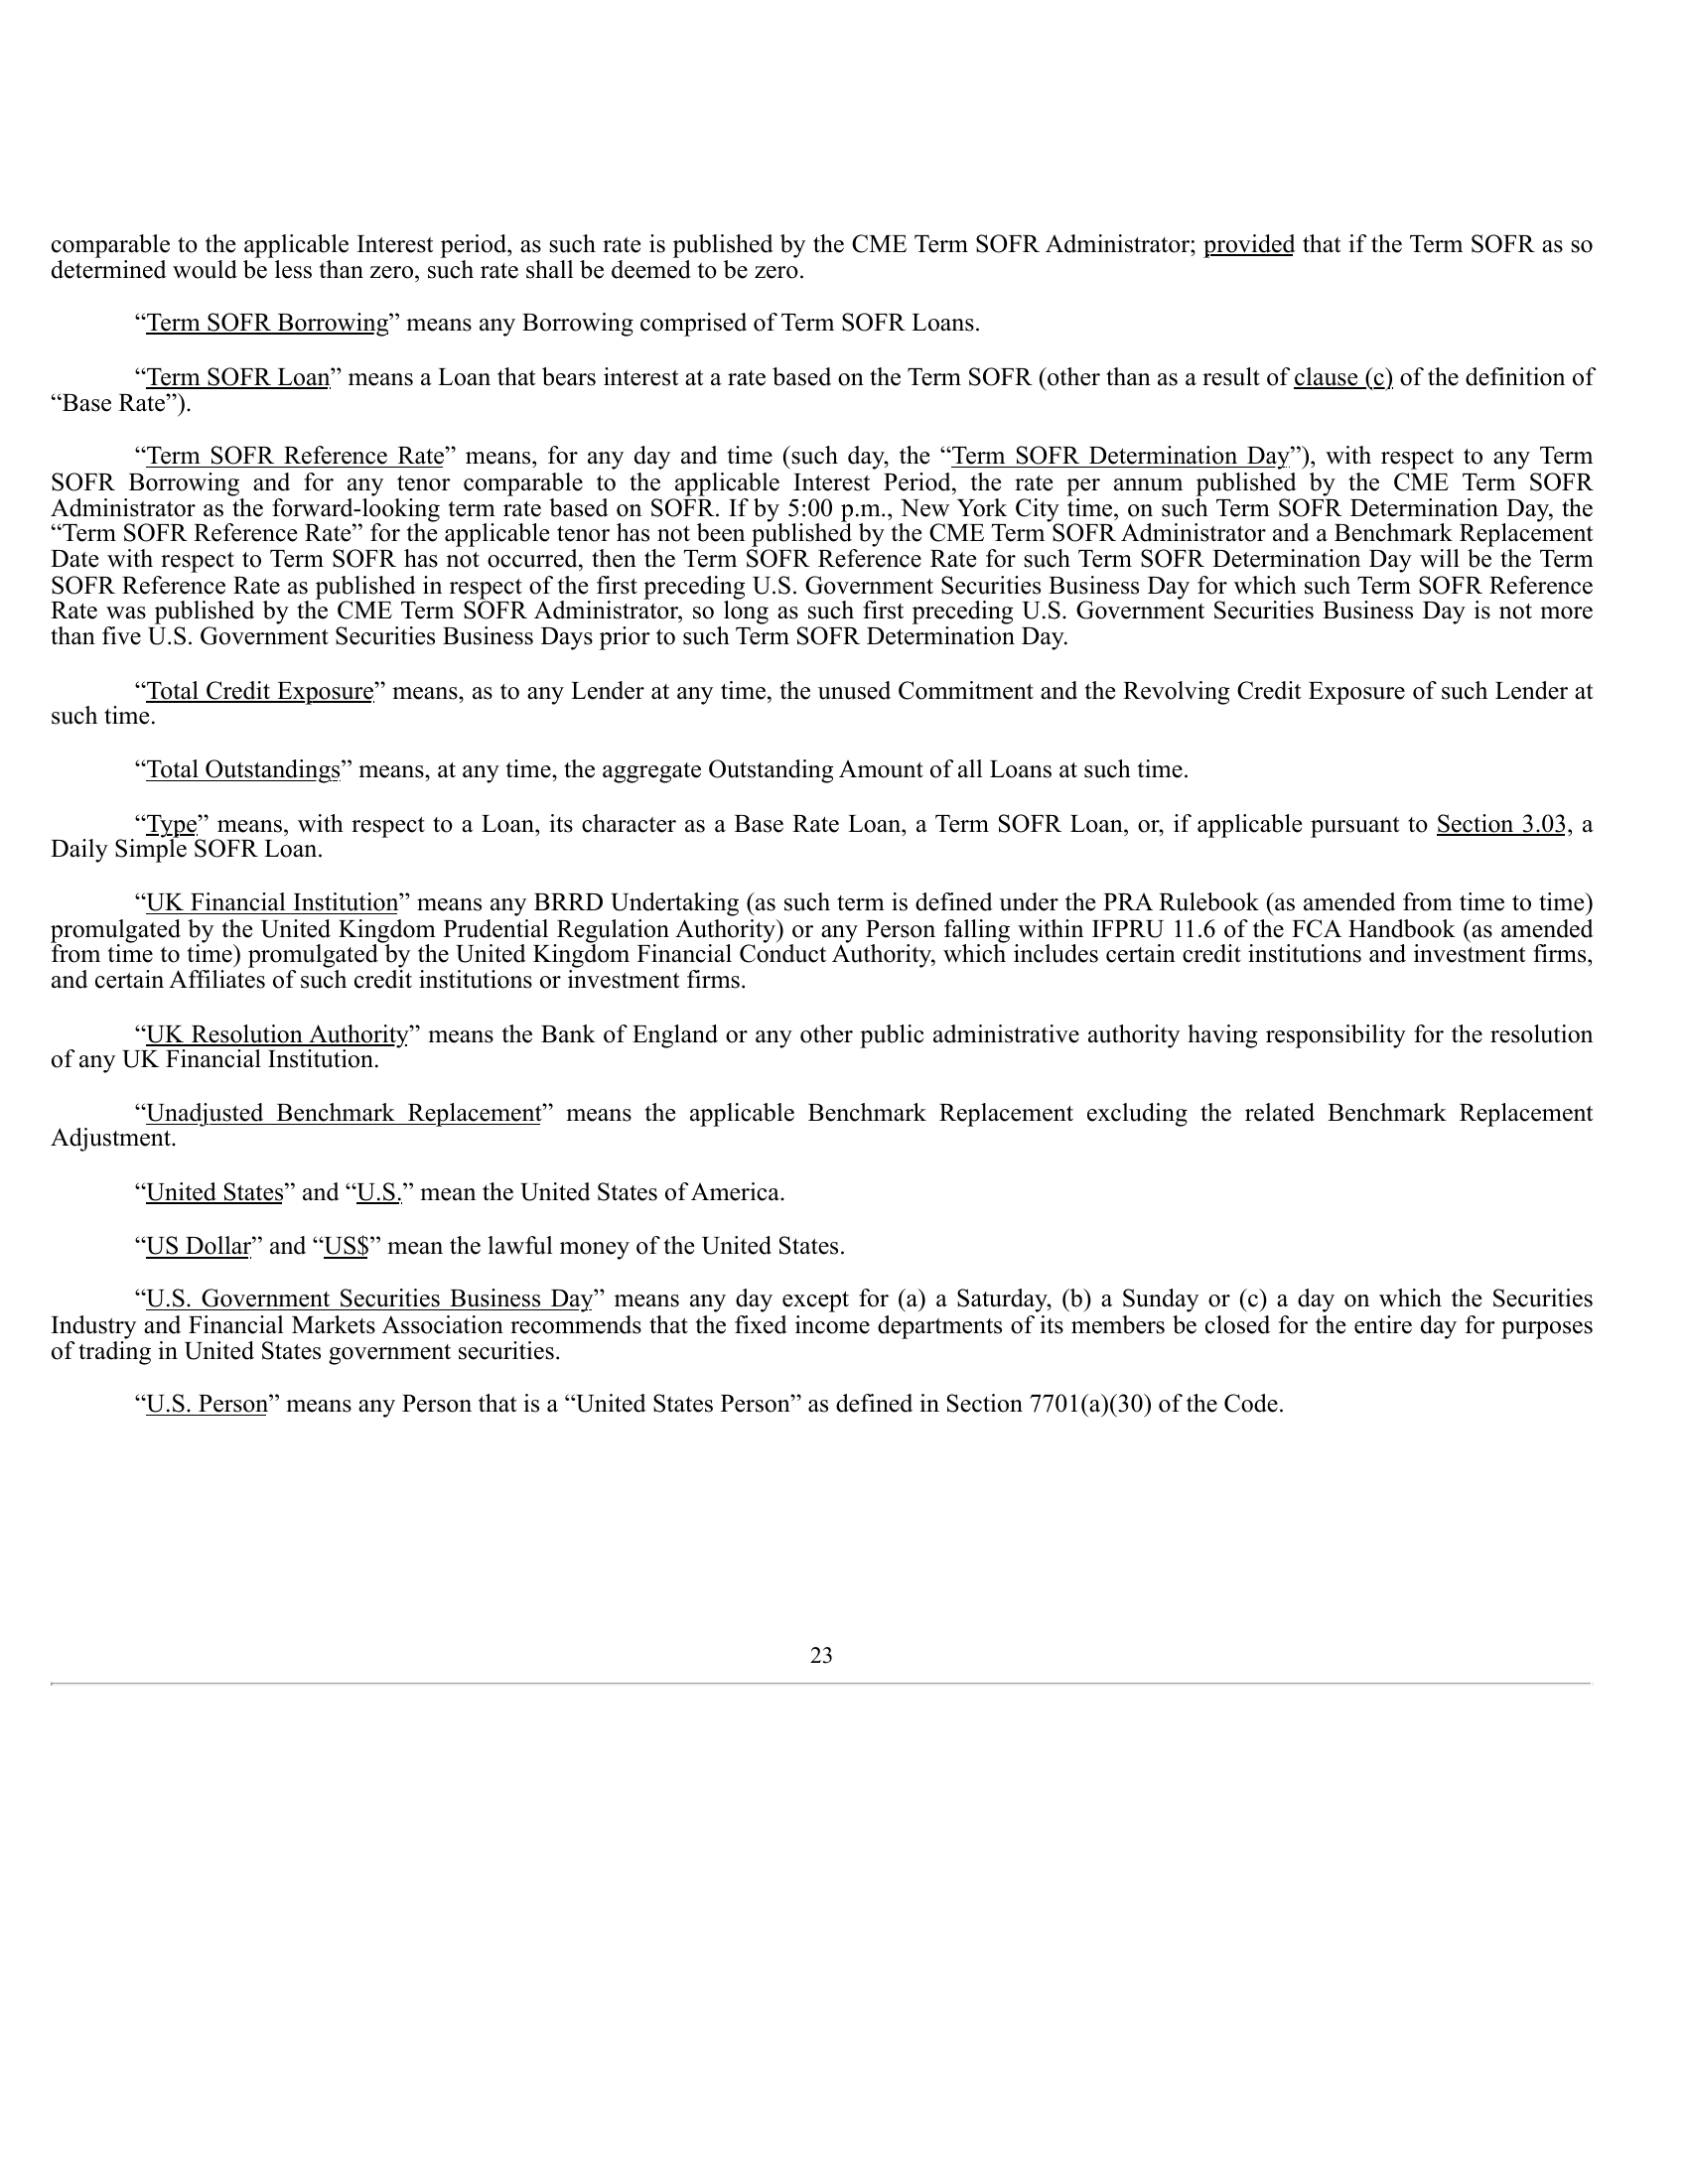 comparable to the applicable Interest period, as such rate is published by the CME Term SOFR Administrator; provided that if the Term SOFR as so
determined would be less than zero, such rate shall be deemed to be zero.
“Term SOFR Borrowing” means any Borrowing comprised of Term SOFR Loans.
“Term SOFR Loan” means a Loan that bears interest at a rate based on the Term SOFR (other than as a result of clause (c) of the definition of
“Base Rate”).
“Term SOFR Reference Rate” means, for any day and time (such day, the “Term SOFR Determination Day”), with respect to any Term
SOFR Borrowing and for any tenor comparable to the applicable Interest Period, the rate per annum published by the CME Term SOFR
Administrator as the forward-looking term rate based on SOFR. If by 5:00 p.m., New York City time, on such Term SOFR Determination Day, the
“Term SOFR Reference Rate” for the applicable tenor has not been published by the CME Term SOFR Administrator and a Benchmark Replacement
Date with respect to Term SOFR has not occurred, then the Term SOFR Reference Rate for such Term SOFR Determination Day will be the Term
SOFR Reference Rate as published in respect of the first preceding U.S. Government Securities Business Day for which such Term SOFR Reference
Rate was published by the CME Term SOFR Administrator, so long as such first preceding U.S. Government Securities Business Day is not more
than five U.S. Government Securities Business Days prior to such Term SOFR Determination Day.
“Total Credit Exposure” means, as to any Lender at any time, the unused Commitment and the Revolving Credit Exposure of such Lender at
such time.
“Total Outstandings” means, at any time, the aggregate Outstanding Amount of all Loans at such time.
“Type” means, with respect to a Loan, its character as a Base Rate Loan, a Term SOFR Loan, or, if applicable pursuant to Section 3.03, a
Daily Simple SOFR Loan.
“UK Financial Institution” means any BRRD Undertaking (as such term is defined under the PRA Rulebook (as amended from time to time)
promulgated by the United Kingdom Prudential Regulation Authority) or any Person falling within IFPRU 11.6 of the FCA Handbook (as amended
from time to time) promulgated by the United Kingdom Financial Conduct Authority, which includes certain credit institutions and investment firms,
and certain Affiliates of such credit institutions or investment firms.
“UK Resolution Authority” means the Bank of England or any other public administrative authority having responsibility for the resolution
of any UK Financial Institution.
“Unadjusted Benchmark Replacement” means the applicable Benchmark Replacement excluding the related Benchmark Replacement
Adjustment.
“United States” and “U.S.” mean the United States of America.
“US Dollar” and “US$” mean the lawful money of the United States.
“U.S. Government Securities Business Day” means any day except for (a) a Saturday, (b) a Sunday or (c) a day on which the Securities
Industry and Financial Markets Association recommends that the fixed income departments of its members be closed for the entire day for purposes
of trading in United States government securities.
“U.S. Person” means any Person that is a “United States Person” as defined in Section 7701(a)(30) of the Code.
23